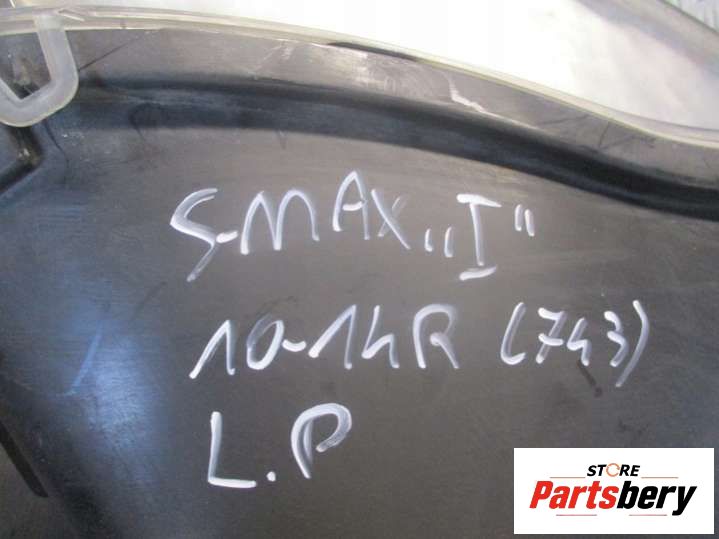 S-MAX „I"
10-14R (743)
L.P
STORE
Partsbery